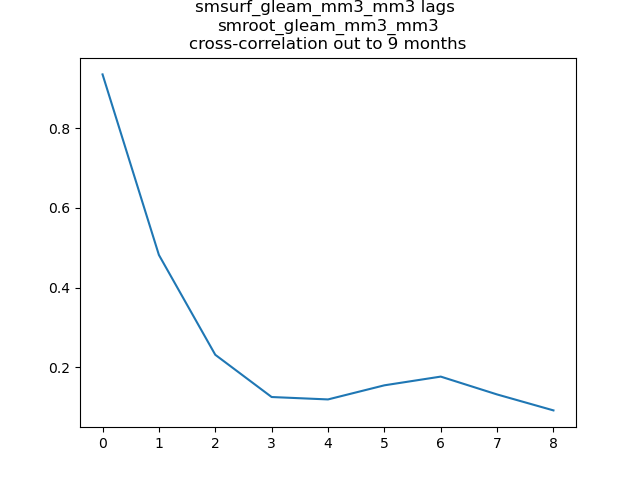 smsurf_gleam_mm3_mm3 lags
smroot_gleam_mm3_mm3
cross-correlation out to 9 months
0.8
0.6
0.4
0.2
0 1 2 3 4 5 6 7 8